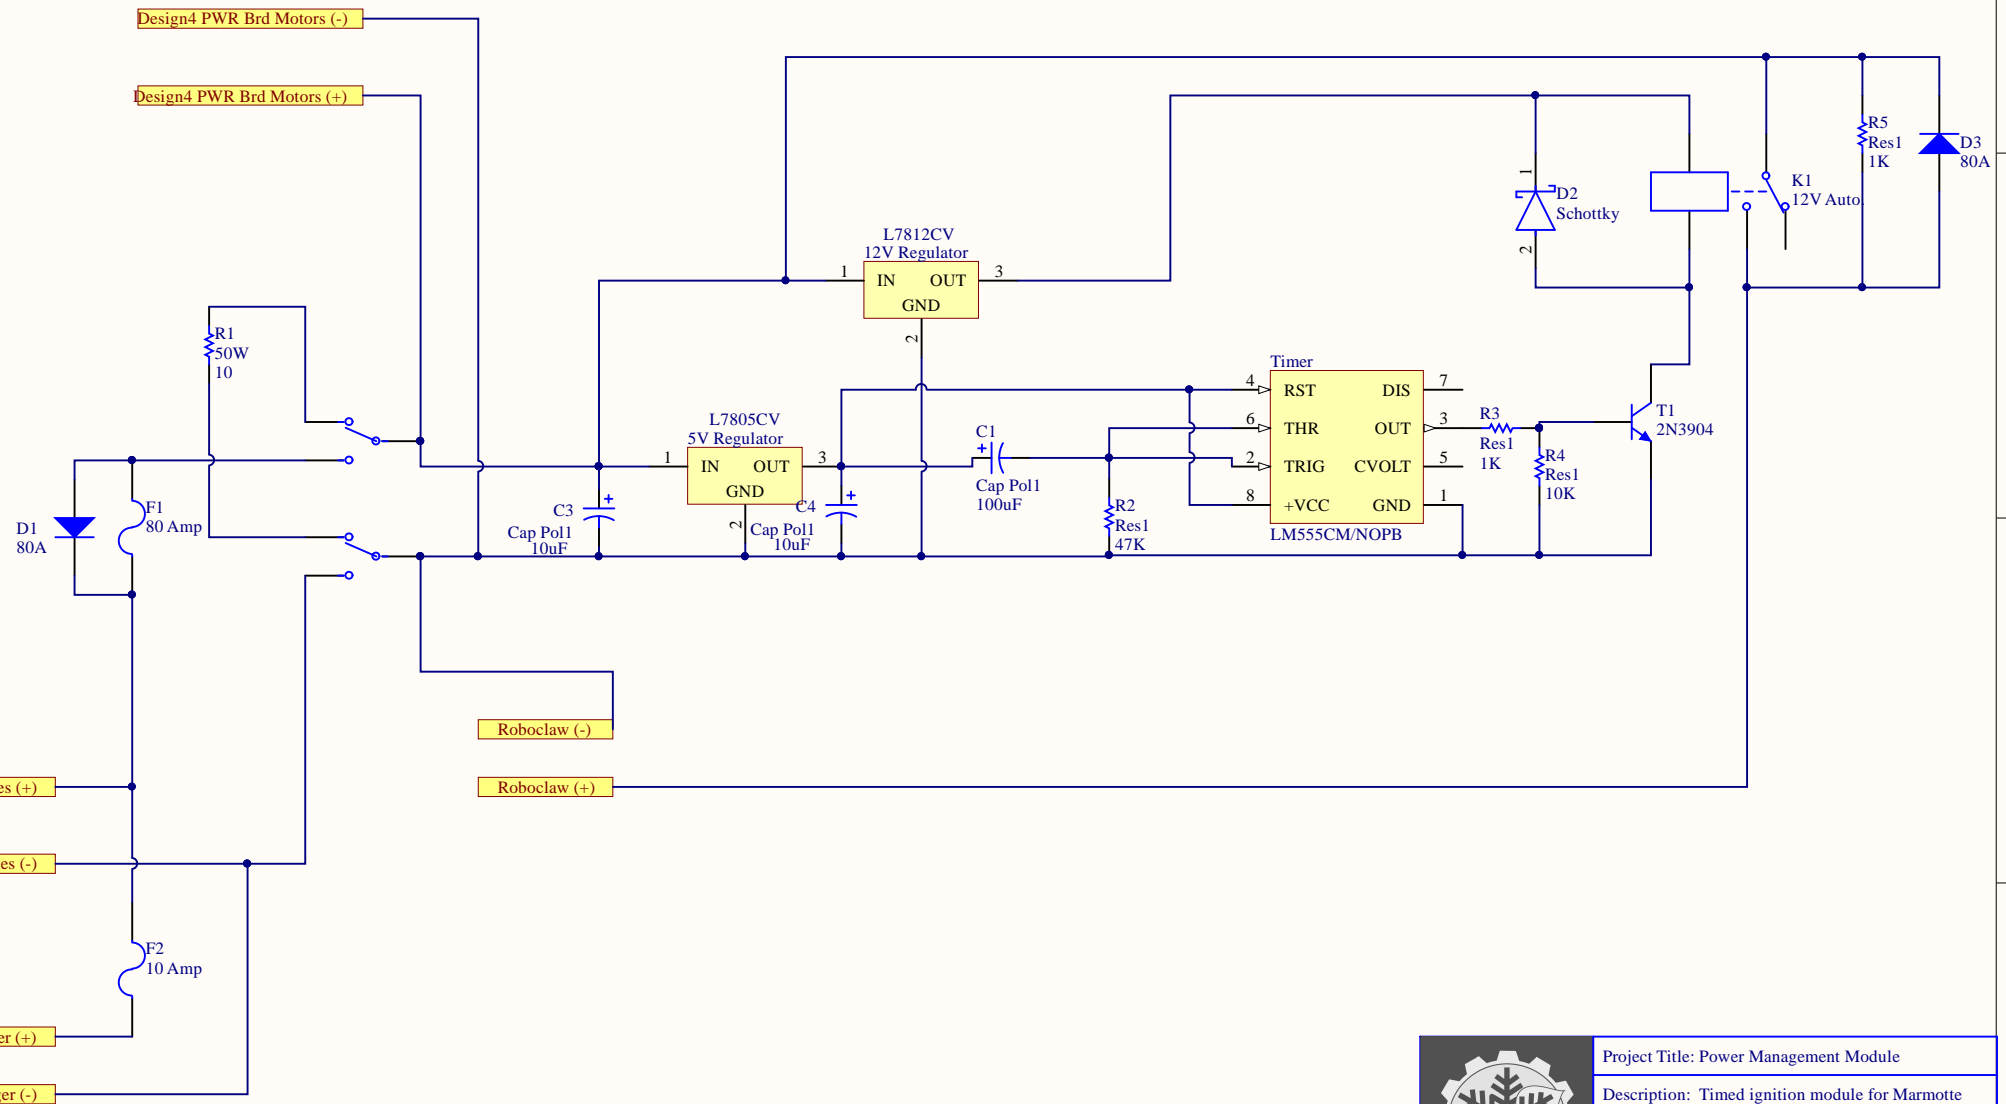 Design4 PWR Brd Motors (-)
Design4 PWR Brd Motors (+)
R5
Res1
1K
D3
80A
K1
12V Auto.
1
D2
Schottky
2
L7812CV
12V Regulator
1
IN
OUT
3
GND
2
R1
50W
10
Timer
4
RST
DIS
7
6
THR
OUT
3
2
TRIG
CVOLT
5
8
+VCC
GND
1
LM555CM/NOPB
R3
Res1
1K
T1
2N3904
R4
Res1
10K
L7805CV
5V Regulator
1
IN
OUT
3
GND
2
C1
+
Cap Pol1
100uF
R2
Res1
47K
C3
+
Cap Pol1
10uF
C4
+
Cap Pol1
10uF
F1
80 Amp
D1
80A
Roboclaw (-)
Roboclaw (+)
es (+)
es (-)
F2
10 Amp
er (+)
ger (-)
Project Title: Power Management Module
Description: Timed ignition module for Marmotte